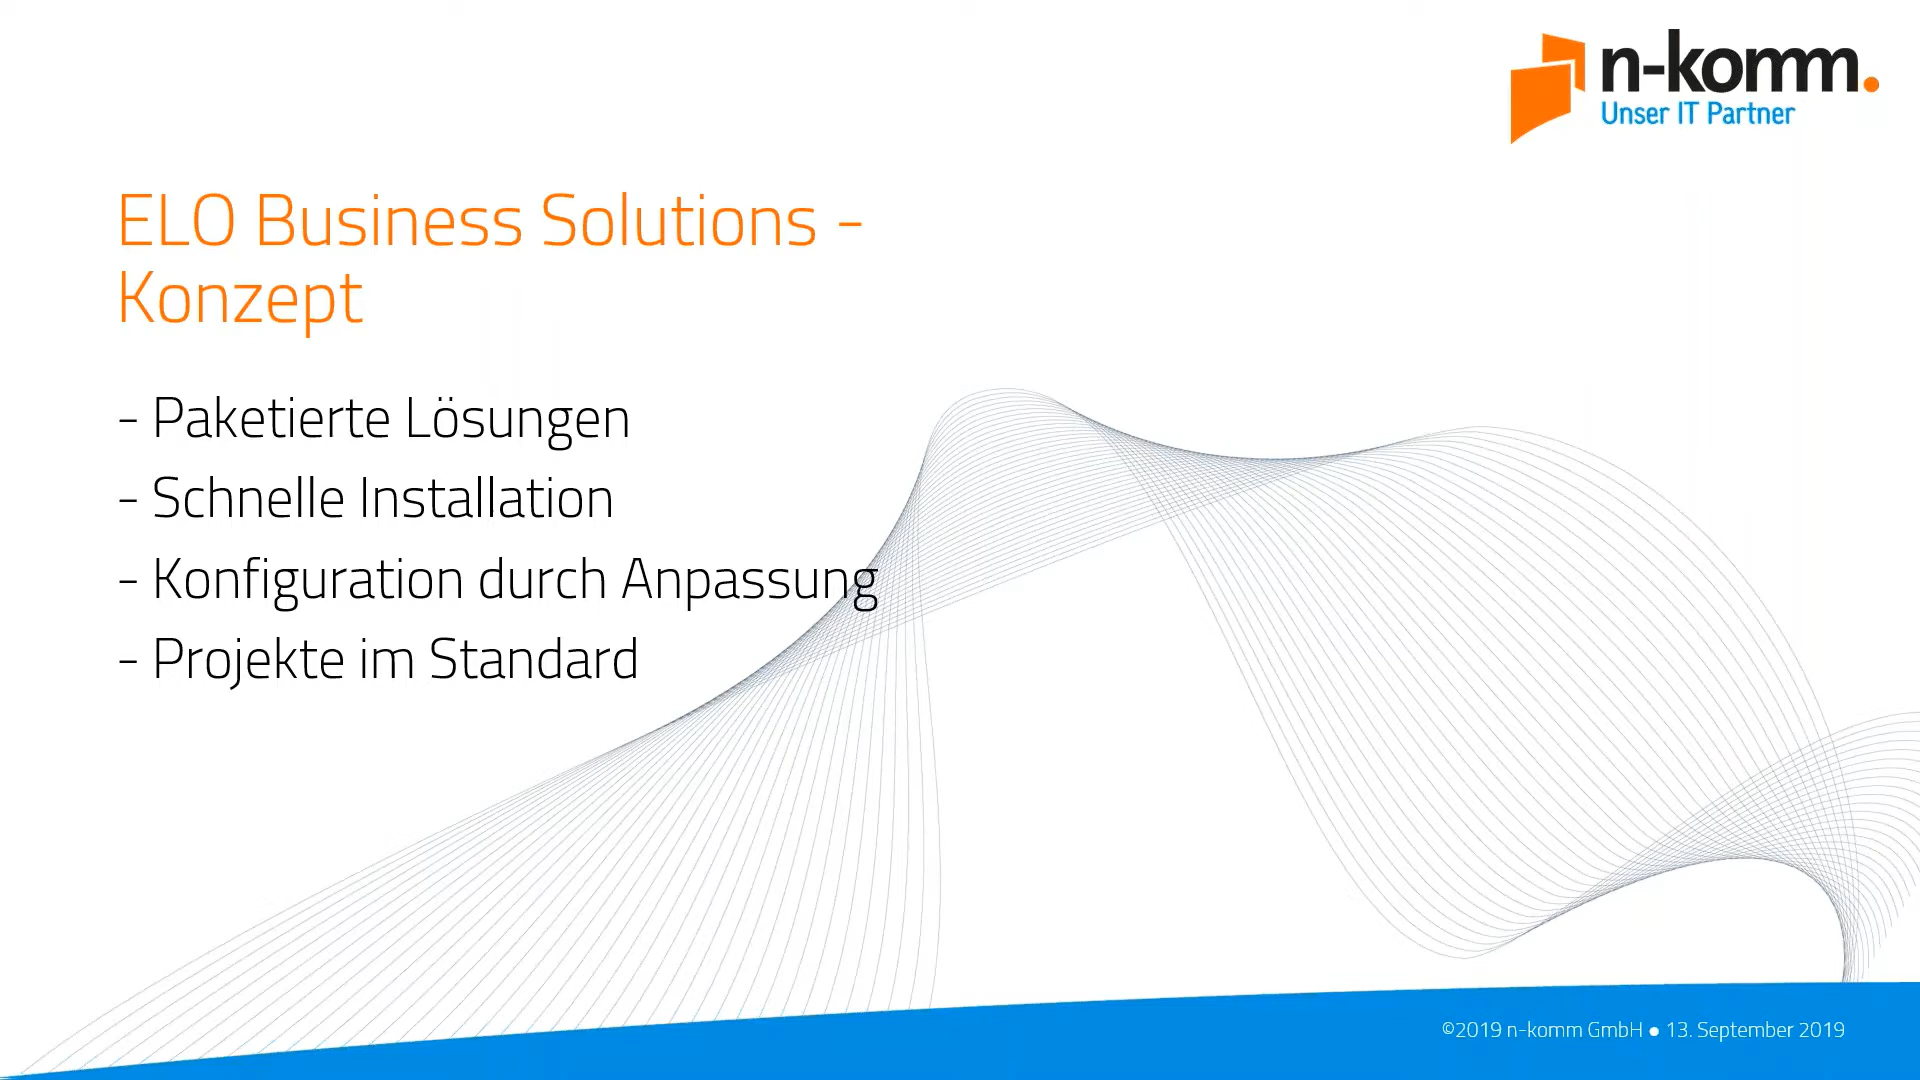 n-komm.
Unser IT Partner
ELO Business Solutions -
Konzept
- Paketierte Lösungen
- Schnelle Installation
- Konfiguration durch Anpassung
- Projekte im Standard
©2019 n-komm GmbH ● 13. September 2019